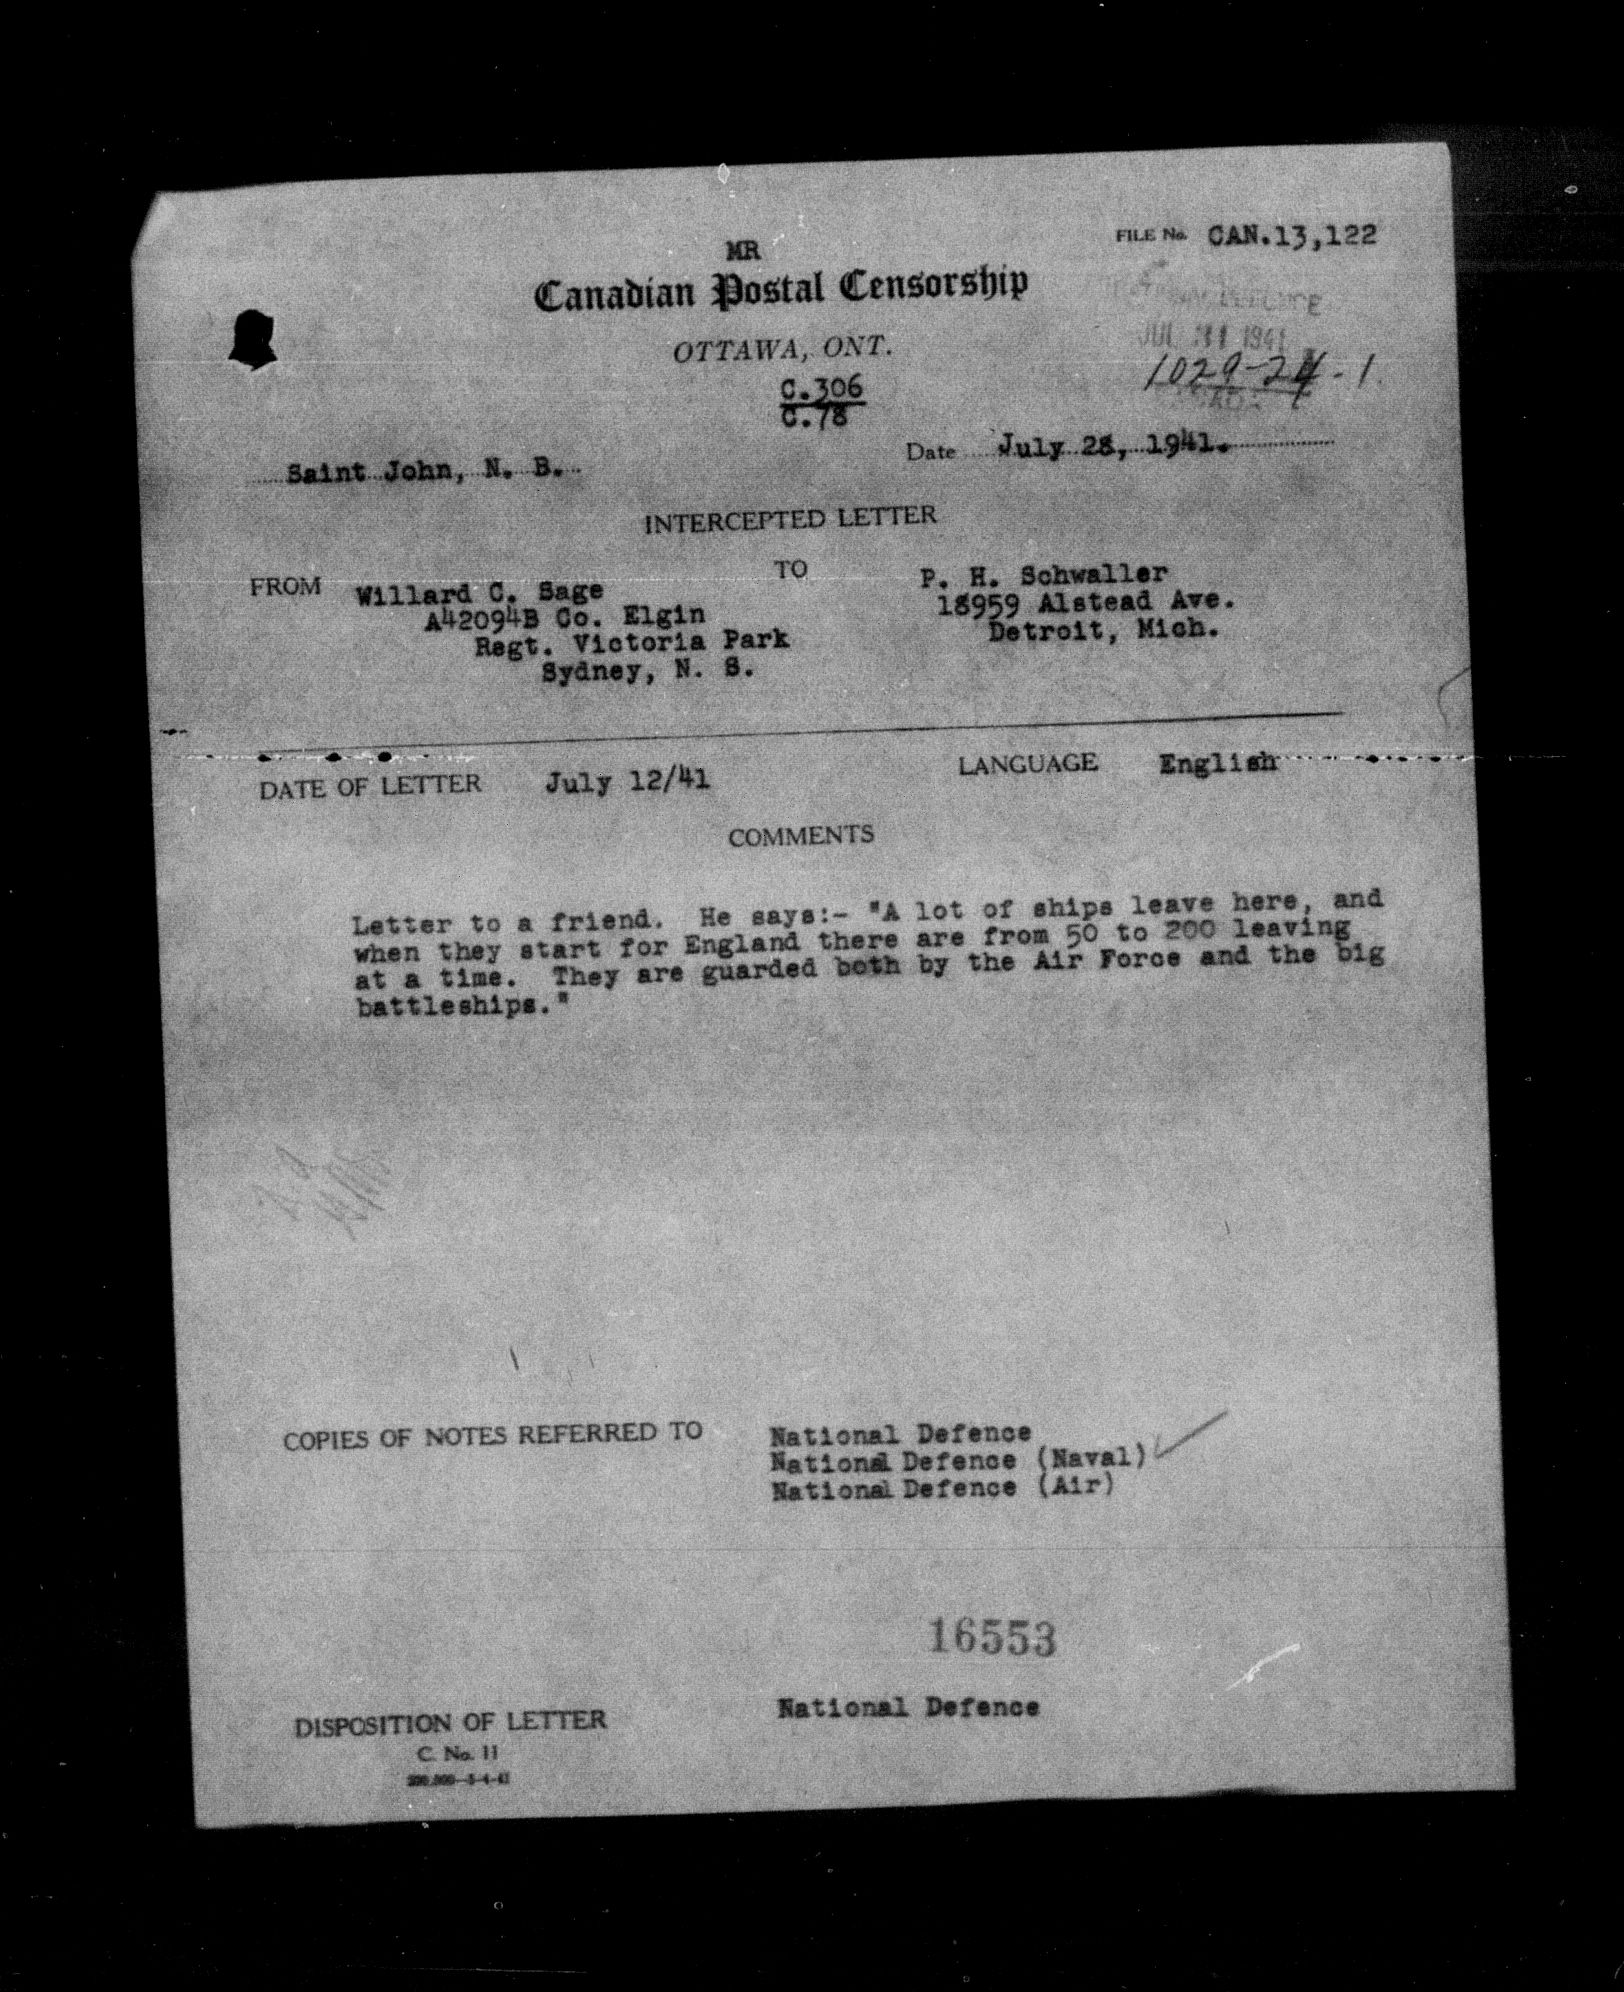 MR
FILE No. CAN.13,122
Canadian Postal Censorship
OTTAWA, ONT.
JUL 31 1941
1029-24-1
C.306
C.78
Date July 28, 1941.
Saint John, N. B.
INTERCEPTED LETTER
FROM Willard C. Sage
A42094B Co. Elgin
Regt. Victoria Park
Sydney, N. S.
TO P. H. Schwaller
18959 Alstead Ave.
Detroit, Mich.
DATE OF LETTER July 12/41
LANGUAGE English
COMMENTS
Letter to a friend. He says:- "A lot of ships leave here, and
when they start for England there are from 50 to 200 leaving
at a time. They are guarded both by the Air Force and the big
battleships."
COPIES OF NOTES REFERRED TO National Defence
National Defence (Naval)
National Defence (Air)
16553
DISPOSITION OF LETTER National Defence
C. No. 11